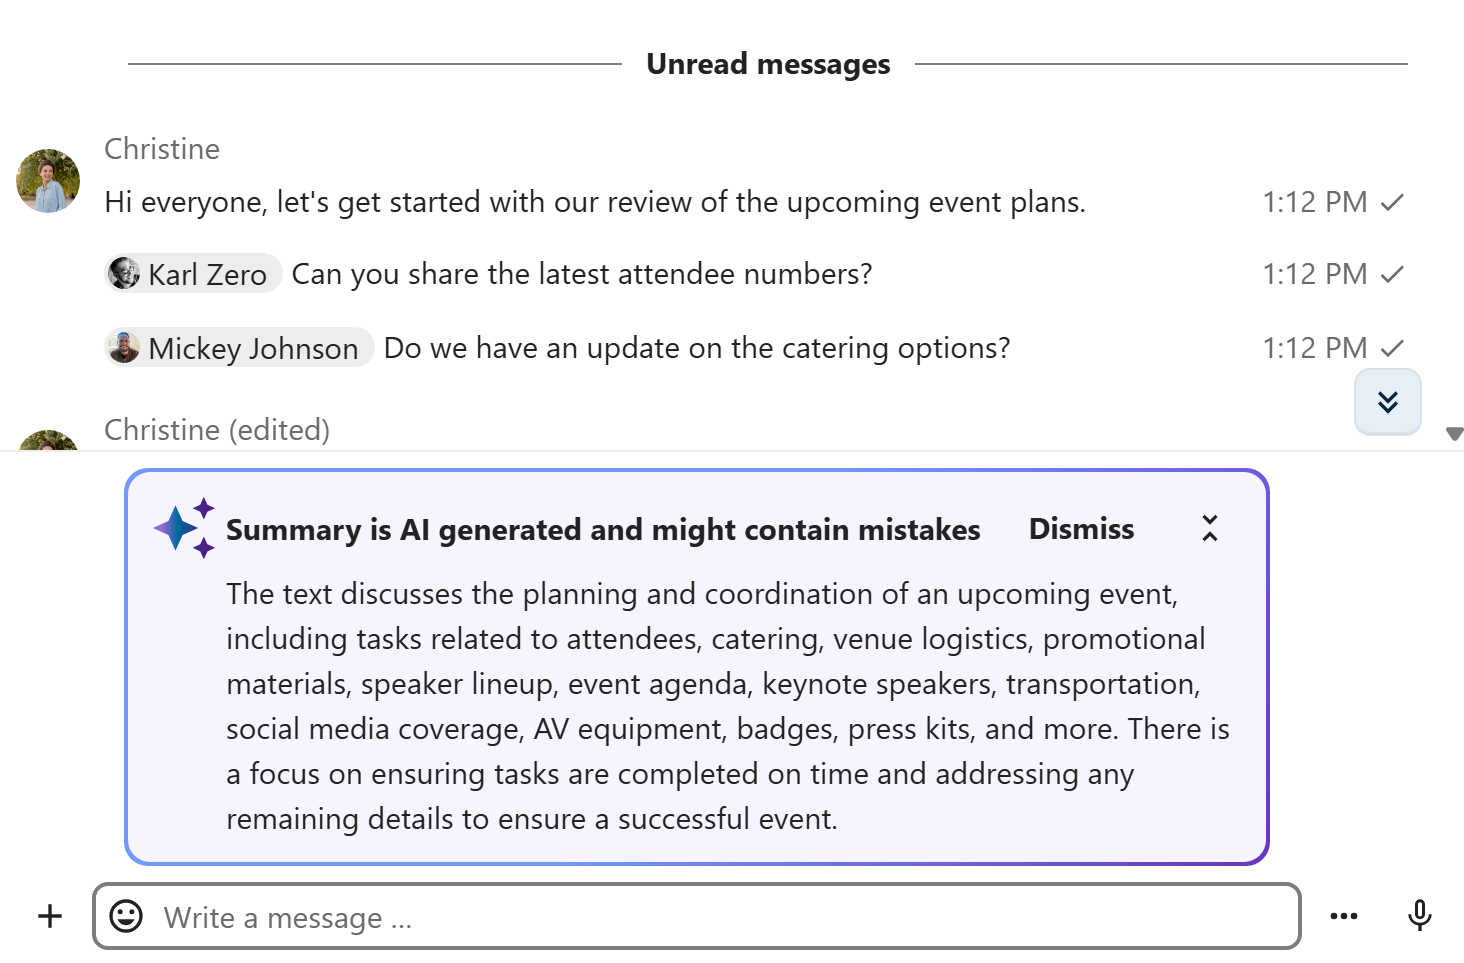 Unread messages
Christine
Hi everyone, let's get started with our review of the upcoming event plans. 1:12 PM
Karl Zero Can you share the latest attendee numbers? 1:12 PM
Mickey Johnson Do we have an update on the catering options? 1:12 PM
Christine (edited)
Summary is AI generated and might contain mistakes Dismiss
The text discusses the planning and coordination of an upcoming event,
including tasks related to attendees, catering, venue logistics, promotional
materials, speaker lineup, event agenda, keynote speakers, transportation,
social media coverage, AV equipment, badges, press kits, and more. There is
a focus on ensuring tasks are completed on time and addressing any
remaining details to ensure a successful event.
Write a message ...